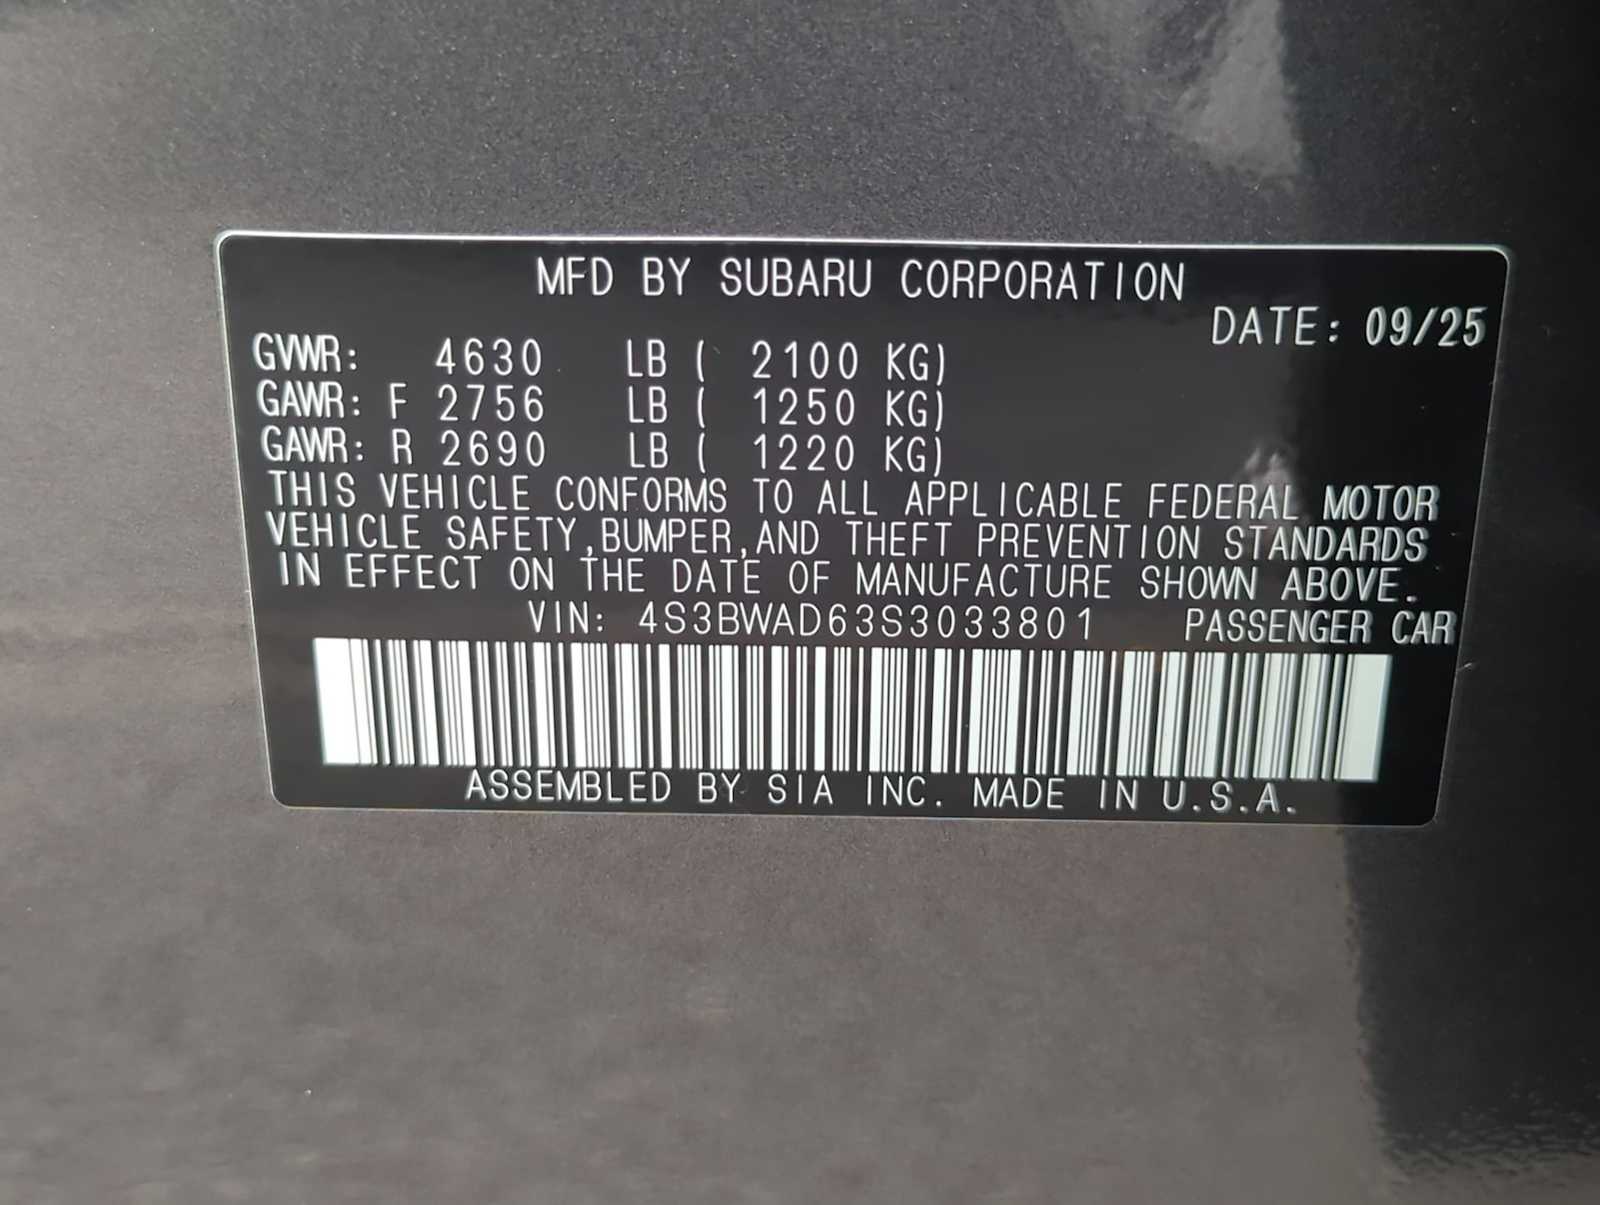 MFD BY SUBARU CORPORATION
DATE: 09/25
GVWR: 4630 LB ( 2100 KG)
GAWR: F 2756 LB ( 1250 KG)
GAWR: R 2690 LB ( 1220 KG)
THIS VEHICLE CONFORMS TO ALL APPLICABLE FEDERAL MOTOR
VEHICLE SAFETY,BUMPER,AND THEFT PREVENTION STANDARDS
IN EFFECT ON THE DATE OF MANUFACTURE SHOWN ABOVE.
VIN: 4S3BWAD63S3033801 PASSENGER CAR
ASSEMBLED BY SIA INC. MADE IN U.S.A.